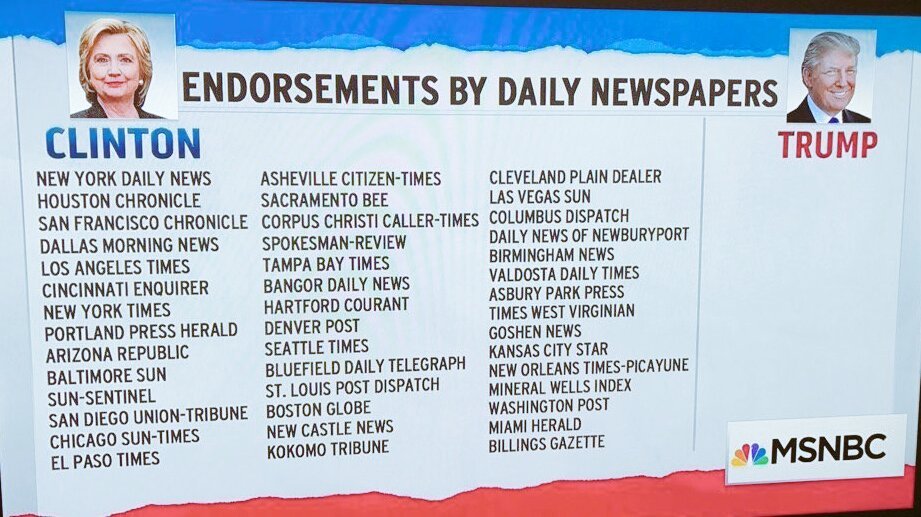 ENDORSEMENTS BY DAILY NEWSPAPERS
CLINTON
NEW YORK DAILY NEWS
HOUSTON CHRONICLE
SAN FRANCISCO CHRONICLE
DALLAS MORNING NEWS
LOS ANGELES TIMES
CINCINNATI ENQUIRER
NEW YORK TIMES
PORTLAND PRESS HERALD
ARIZONA REPUBLIC
BALTIMORE SUN
SUN-SENTINEL
SAN DIEGO UNION-TRIBUNE
CHICAGO SUN-TIMES
EL PASO TIMES
ASHEVILLE CITIZEN-TIMES
SACRAMENTO BEE
CORPUS CHRISTI CALLER-TIMES
SPOKESMAN-REVIEW
TAMPA BAY TIMES
BANGOR DAILY NEWS
HARTFORD COURANT
DENVER POST
SEATTLE TIMES
BLUEFIELD DAILY TELEGRAPH
ST. LOUIS POST DISPATCH
BOSTON GLOBE
NEW CASTLE NEWS
KOKOMO TRIBUNE
CLEVELAND PLAIN DEALER
LAS VEGAS SUN
COLUMBUS DISPATCH
DAILY NEWS OF NEWBURYPORT
BIRMINGHAM NEWS
VALDOSTA DAILY TIMES
ASBURY PARK PRESS
TIMES WEST VIRGINIAN
GOSHEN NEWS
KANSAS CITY STAR
NEW ORLEANS TIMES-PICAYUNE
MINERAL WELLS INDEX
WASHINGTON POST
MIAMI HERALD
BILLINGS GAZETTE
TRUMP
MSNBC